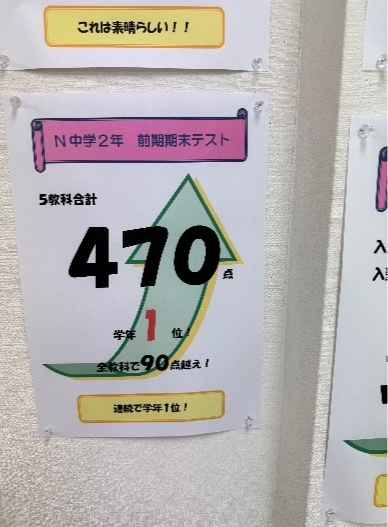 これは素晴らしい！！
N中学2年　前期期末テスト
5教科合計
470点
学年1位！
全教科で90点越え！
連続で学年1位！
入
入